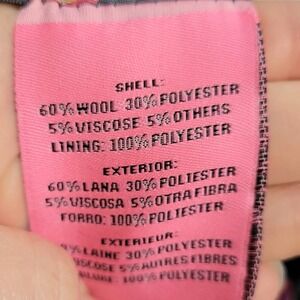 SHELL:
60% WOOL 30% POLYESTER
5% VISCOSE 5% OTHERS
LINING: 100% POLYESTER
EXTERIOR:
60% LANA 30% POLIESTER
5% VISCOSA 5% OTRA FIBRA
FORRO: 100% POLYESTER
EXTERIEUR:
LAINE 30% POLYESTER
VISCOSE 5% AUTRES FIBRES
100% POLYESTER